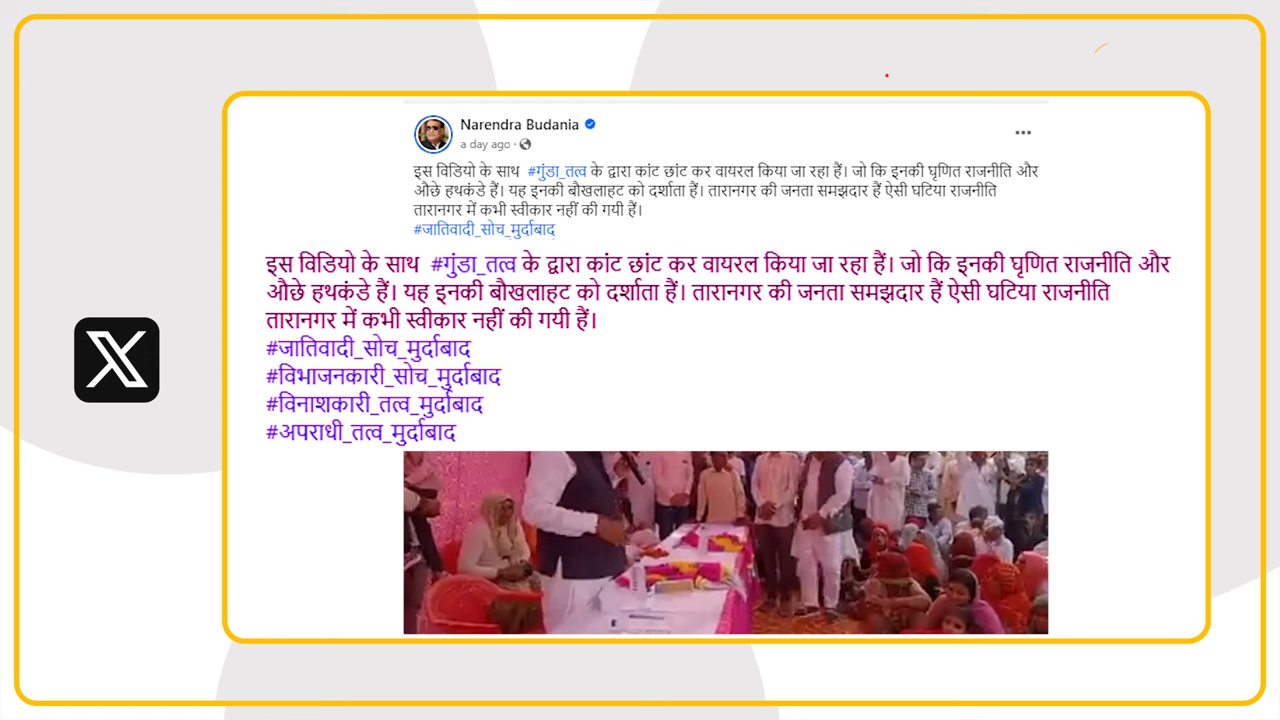 Narendra Budania
a day ago ·
इस विडियो के साथ #गुंडा_तत्व के द्वारा कांट छांट कर वायरल किया जा रहा हैं। जो कि इनकी घृणित राजनीति और
औछे हथकंडे हैं। यह इनकी बौखलाहट को दर्शाता हैं। तारानगर की जनता समझदार हैं ऐसी घटिया राजनीति
तारानगर में कभी स्वीकार नहीं की गयी हैं।
#जातिवादी_सोच_मुर्दाबाद
इस विडियो के साथ #गुंडा_तत्व के द्वारा कांट छांट कर वायरल किया जा रहा हैं। जो कि इनकी घृणित राजनीति और
औछे हथकंडे हैं। यह इनकी बौखलाहट को दर्शाता हैं। तारानगर की जनता समझदार हैं ऐसी घटिया राजनीति
तारानगर में कभी स्वीकार नहीं की गयी हैं।
#जातिवादी_सोच_मुर्दाबाद
#विभाजनकारी_सोच_मुर्दाबाद
#विनाशकारी_तत्व_मुर्दाबाद
#अपराधी_तत्व_मुर्दाबाद